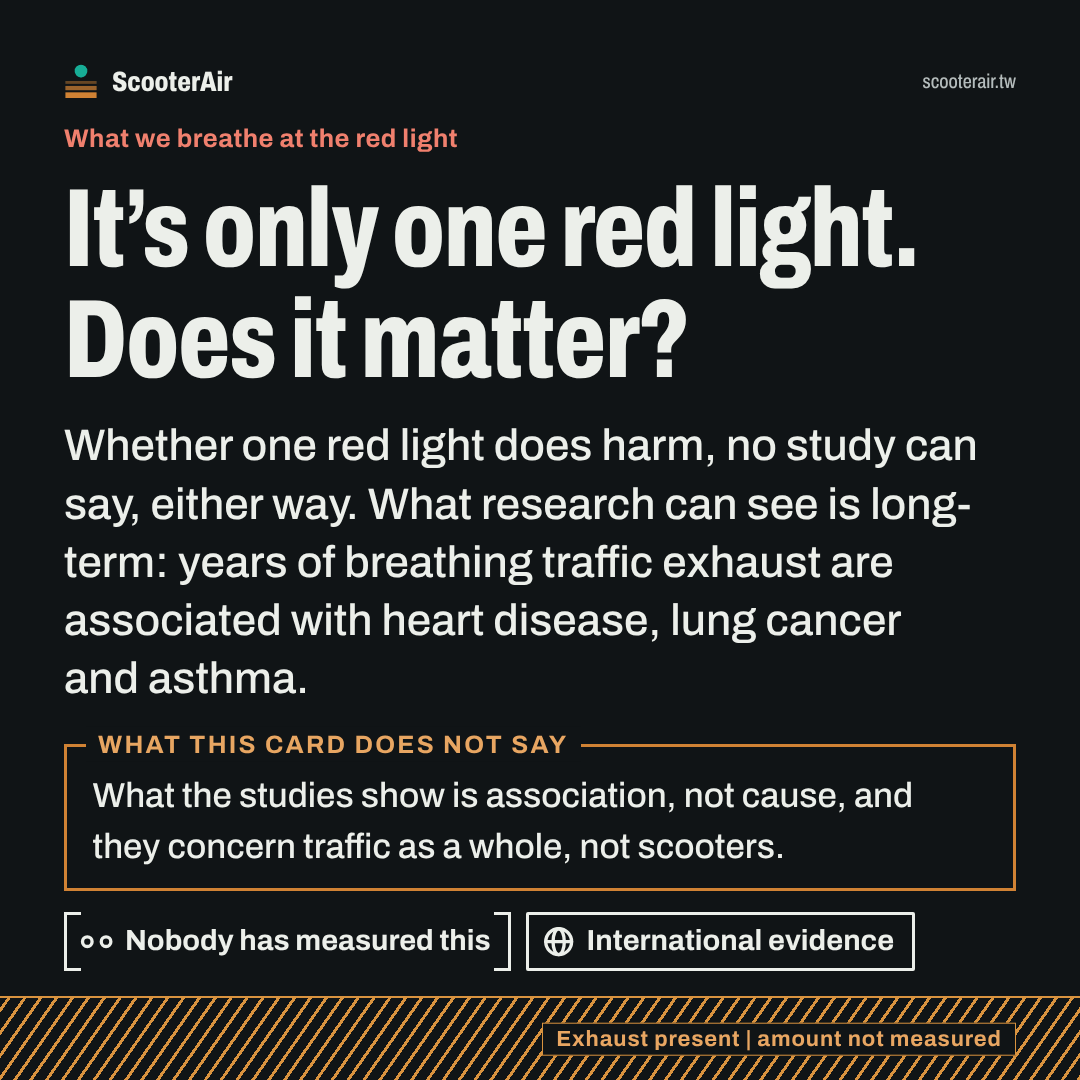 ScooterAir
scooterair.tw
What we breathe at the red light
It’s only one red light.
Does it matter?
Whether one red light does harm, no study can
say, either way. What research can see is long-
term: years of breathing traffic exhaust are
associated with heart disease, lung cancer
and asthma.
WHAT THIS CARD DOES NOT SAY
What the studies show is association, not cause, and
they concern traffic as a whole, not scooters.
Nobody has measured this
International evidence
Exhaust present | amount not measured